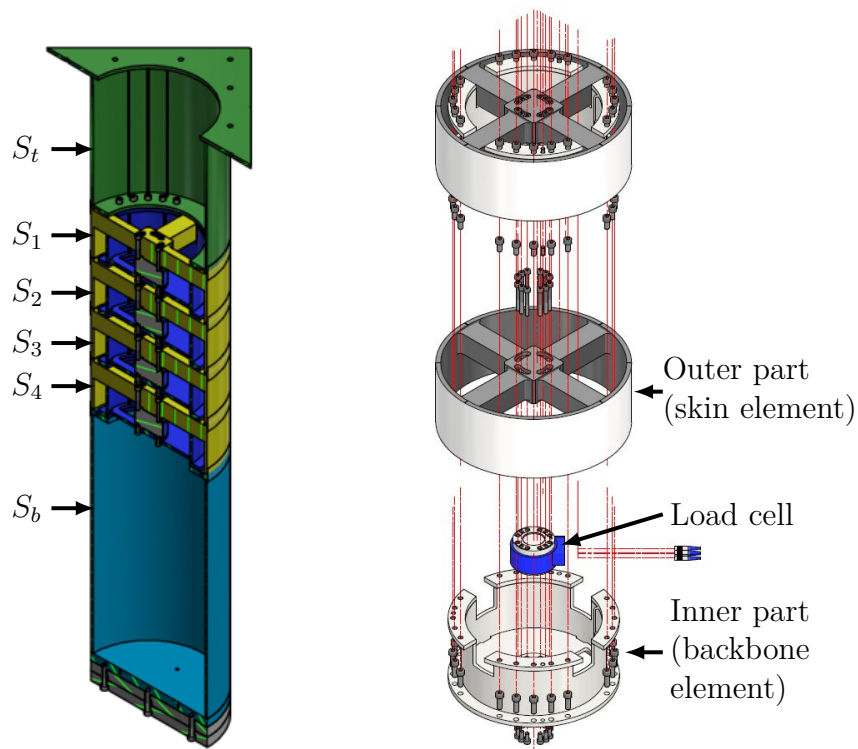 S_t
S_1
S_2
S_3
S_4
S_b
Outer part
(skin element)
Load cell
Inner part
(backbone
element)